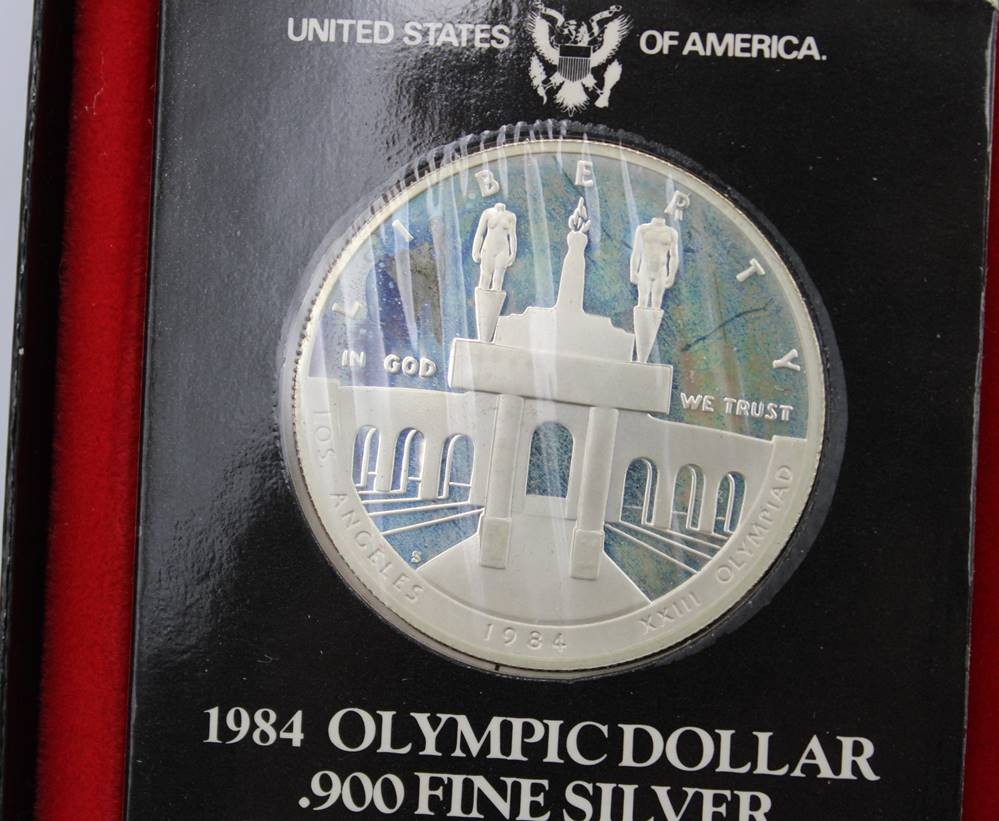 UNITED STATES OF AMERICA.
LIBERTY
IN GOD WE TRUST
S
LOS ANGELES 1984 XXIII OLYMPIAD
1984 OLYMPIC DOLLAR
.900 FINE SILVER